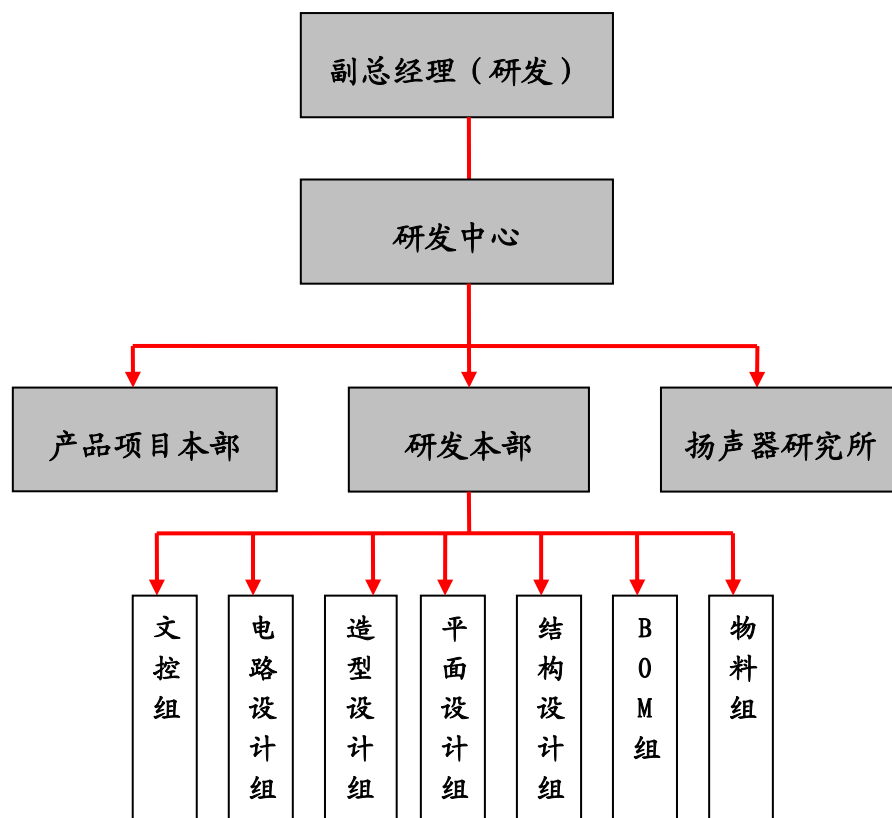 副总经理（研发）
研发中心
产品项目本部
研发本部
扬声器研究所
文控组
电路设计组
造型设计组
平面设计组
结构设计组
BOM组
物料组